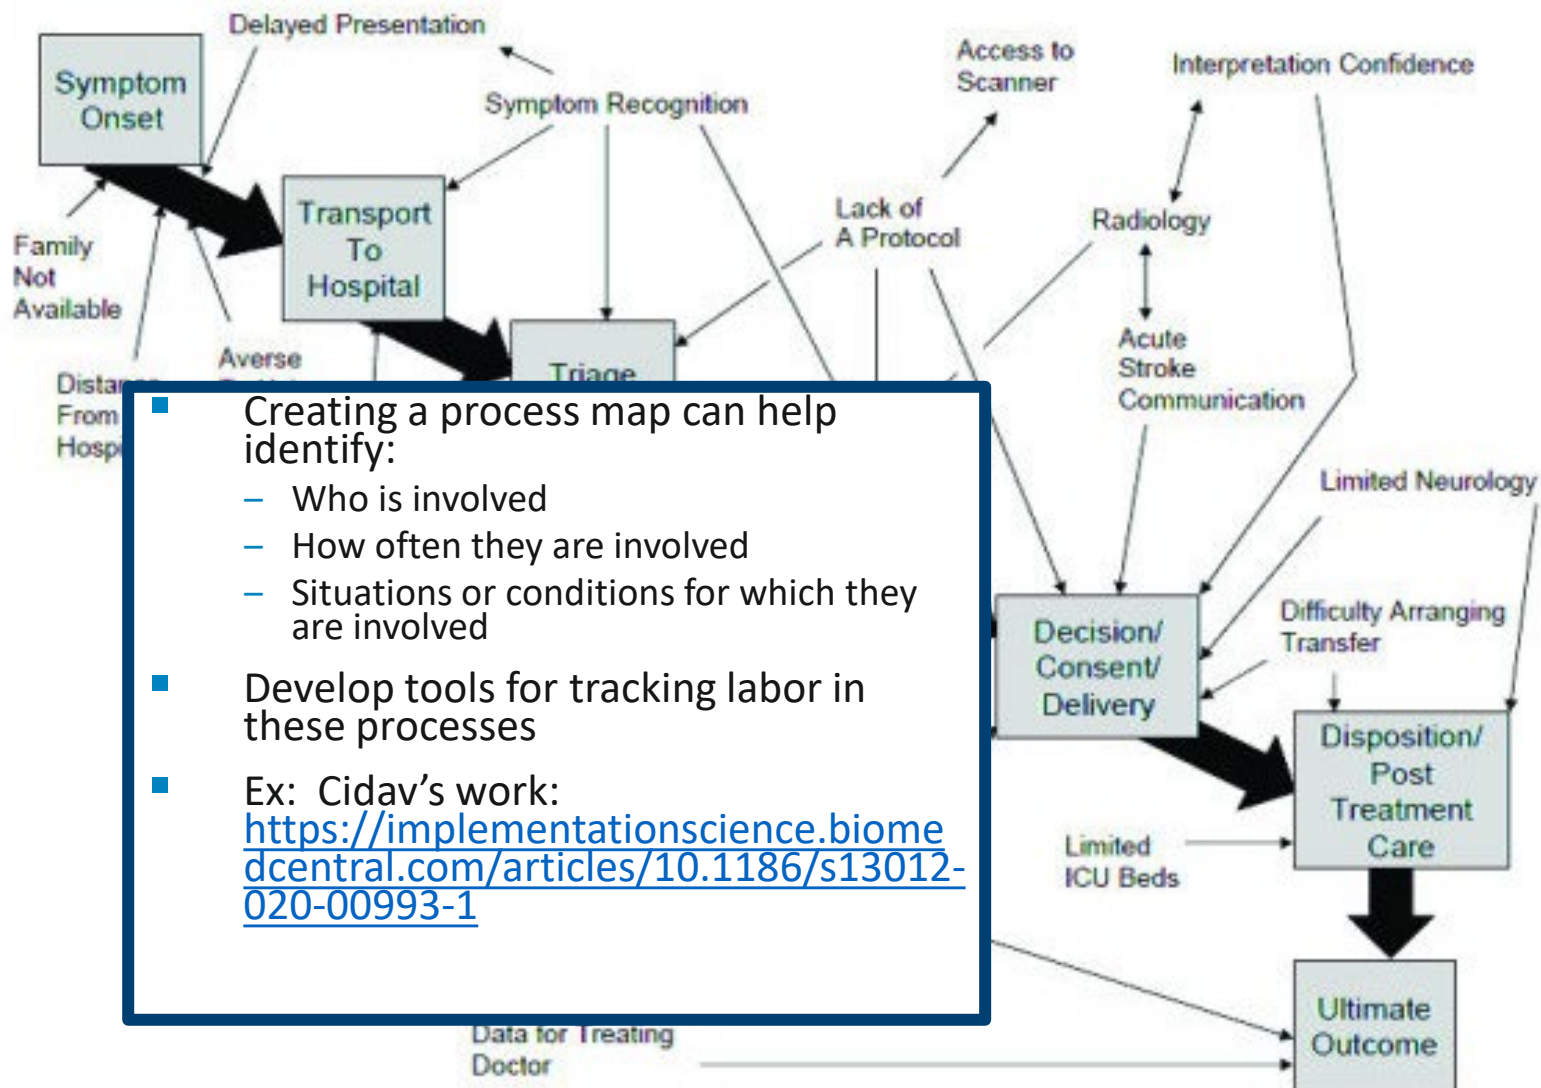 Delayed Presentation
Symptom
Onset
Symptom Recognition
Access to
Scanner
Interpretation Confidence
Transport
To
Hospital
Family
Not
Available
Lack of
A Protocol
Radiology
Averse
Distance
From
Triage
Acute
Stroke
Communication
▪ Creating a process map can help
identify:
– Who is involved
– How often they are involved
– Situations or conditions for which they
are involved
▪ Develop tools for tracking labor in
these processes
▪ Ex: Cidav’s work:
https://implementationscience.biome
dcentral.com/articles/10.1186/s13012-
020-00993-1
Limited Neurology
Decision/
Consent/
Delivery
Difficulty Arranging
Transfer
Disposition/
Post
Treatment
Care
Limited
ICU Beds
Ultimate
Outcome
Data for Treating
Doctor